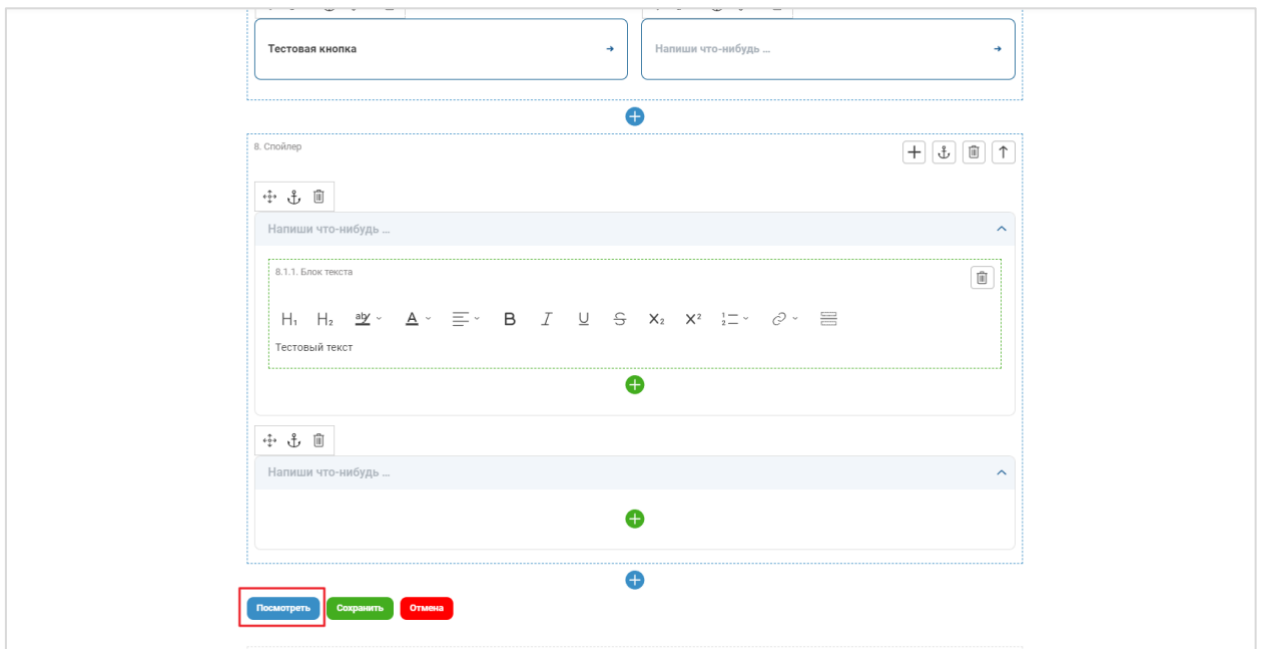 Тестовая кнопка
Напиши что-нибудь ...
8. Спойлер
Напиши что-нибудь ...
8.1.1. Блок текста
H₁ H₂ ab A B I U S X₂ X²
Тестовый текст
Напиши что-нибудь ...
Посмотреть Сохранить Отмена